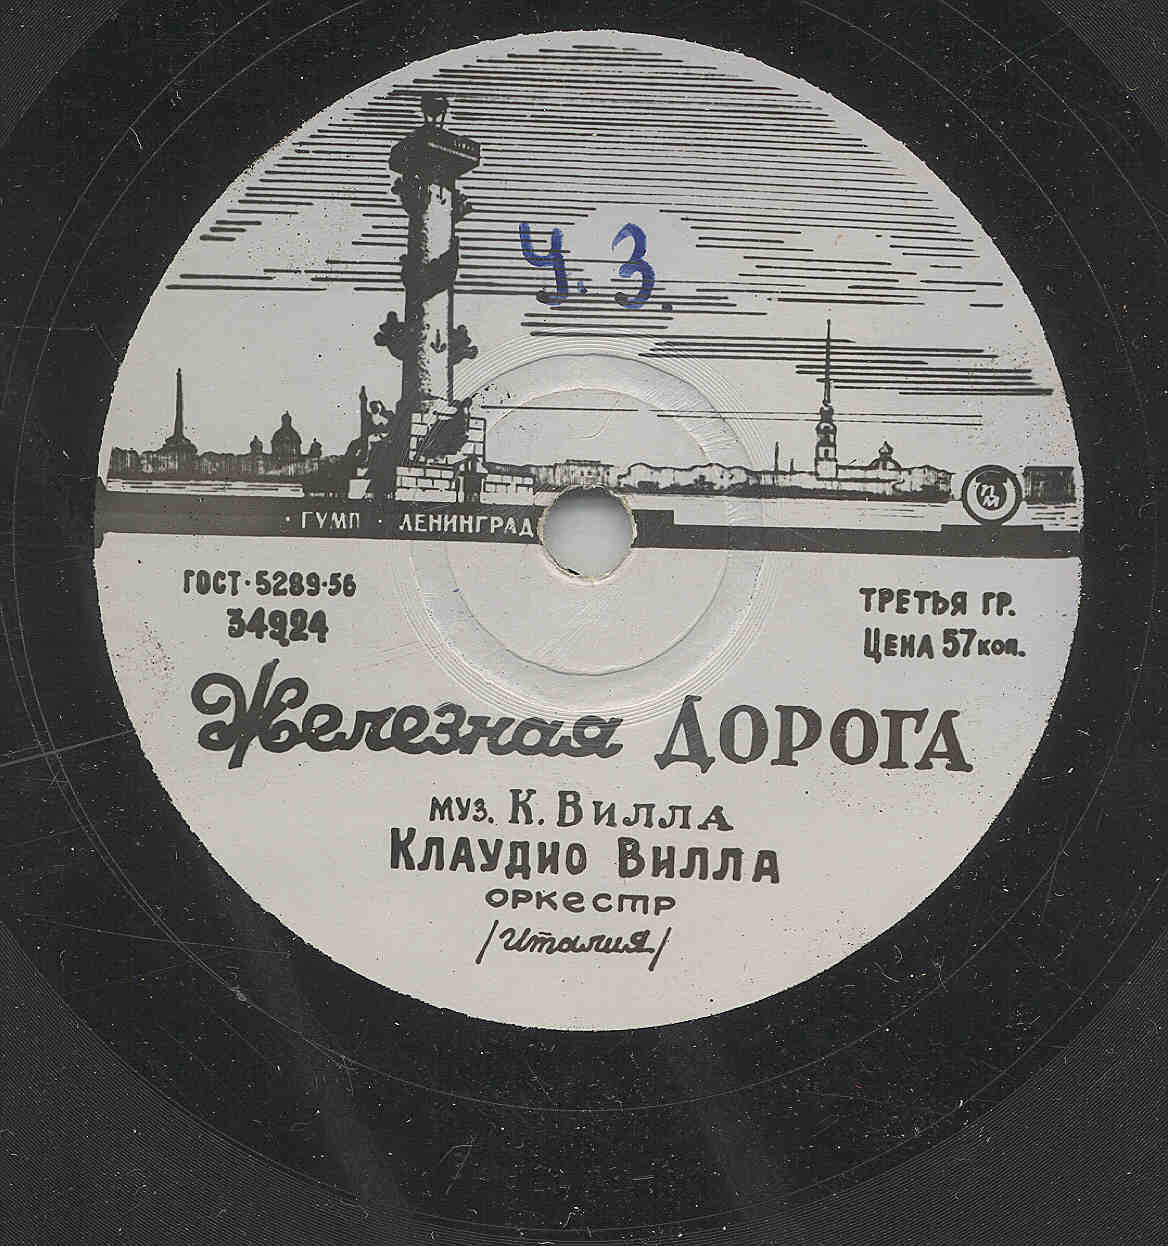 Ч. З.
· ГУМП · ЛЕНИНГРАД
ПМ
ГОСТ·5289·56
34924
ТРЕТЬЯ ГР.
ЦЕНА 57 коп.
Железная ДОРОГА
МУЗ. К. ВИЛЛА
КЛАУДИО ВИЛЛА
ОРКЕСТР
/Италия/